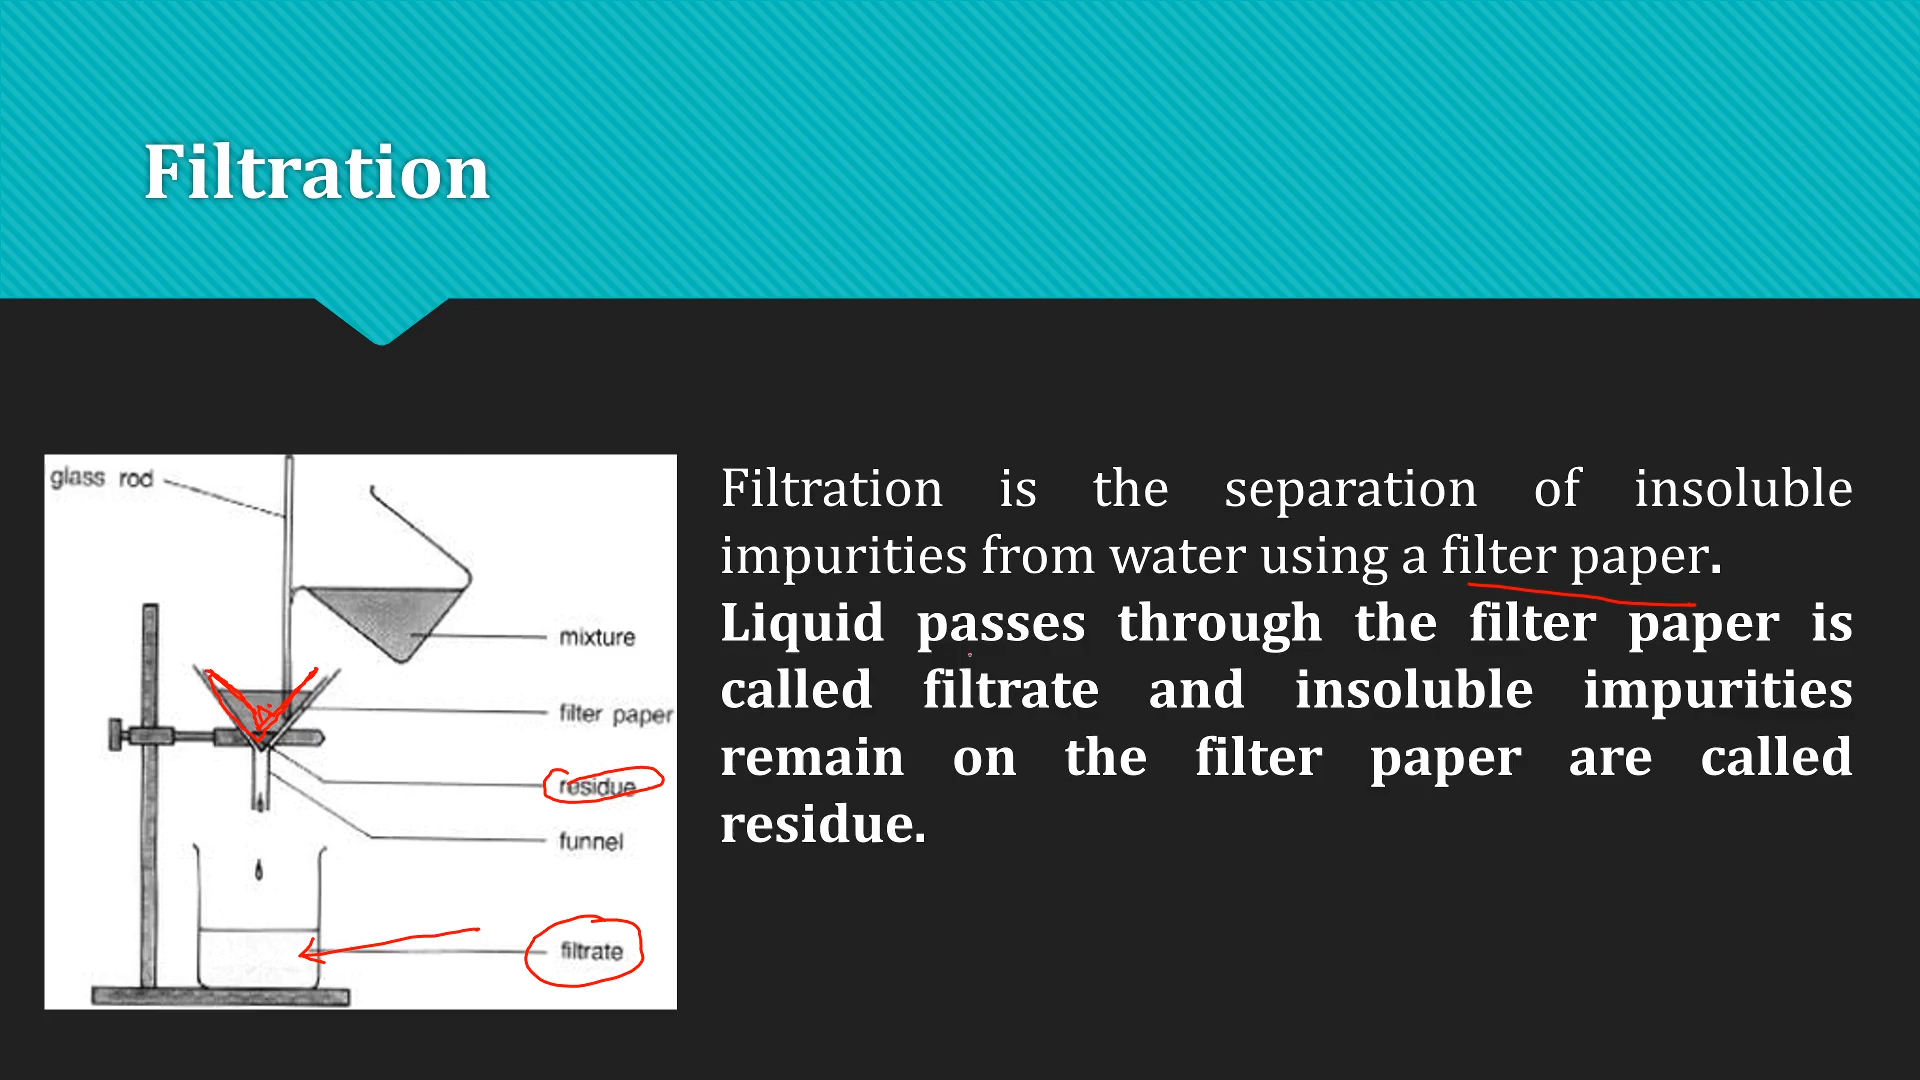 Filtration
glass rod
mixture
filter paper
residue
funnel
filtrate
Filtration is the separation of insoluble
impurities from water using a filter paper.
Liquid passes through the filter paper is
called filtrate and insoluble impurities
remain on the filter paper are called
residue.